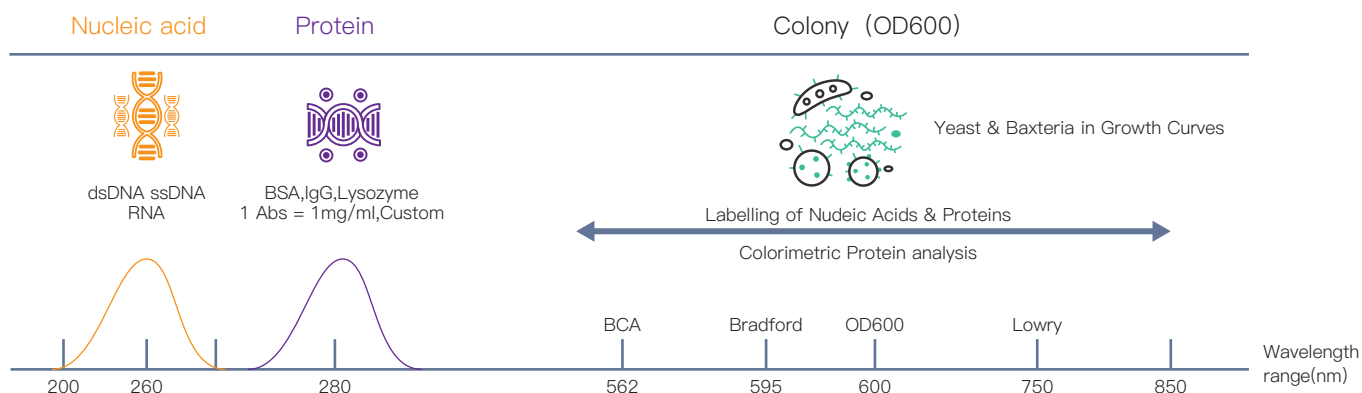 Nucleic acid
Protein
Colony (OD600)
Yeast & Baxteria in Growth Curves
dsDNA ssDNA
RNA
BSA,IgG,Lysozyme
1 Abs = 1mg/ml,Custom
Labelling of Nudeic Acids & Proteins
Colorimetric Protein analysis
BCA
Bradford
OD600
Lowry
Wavelength
range(nm)
200
260
280
562
595
600
750
850